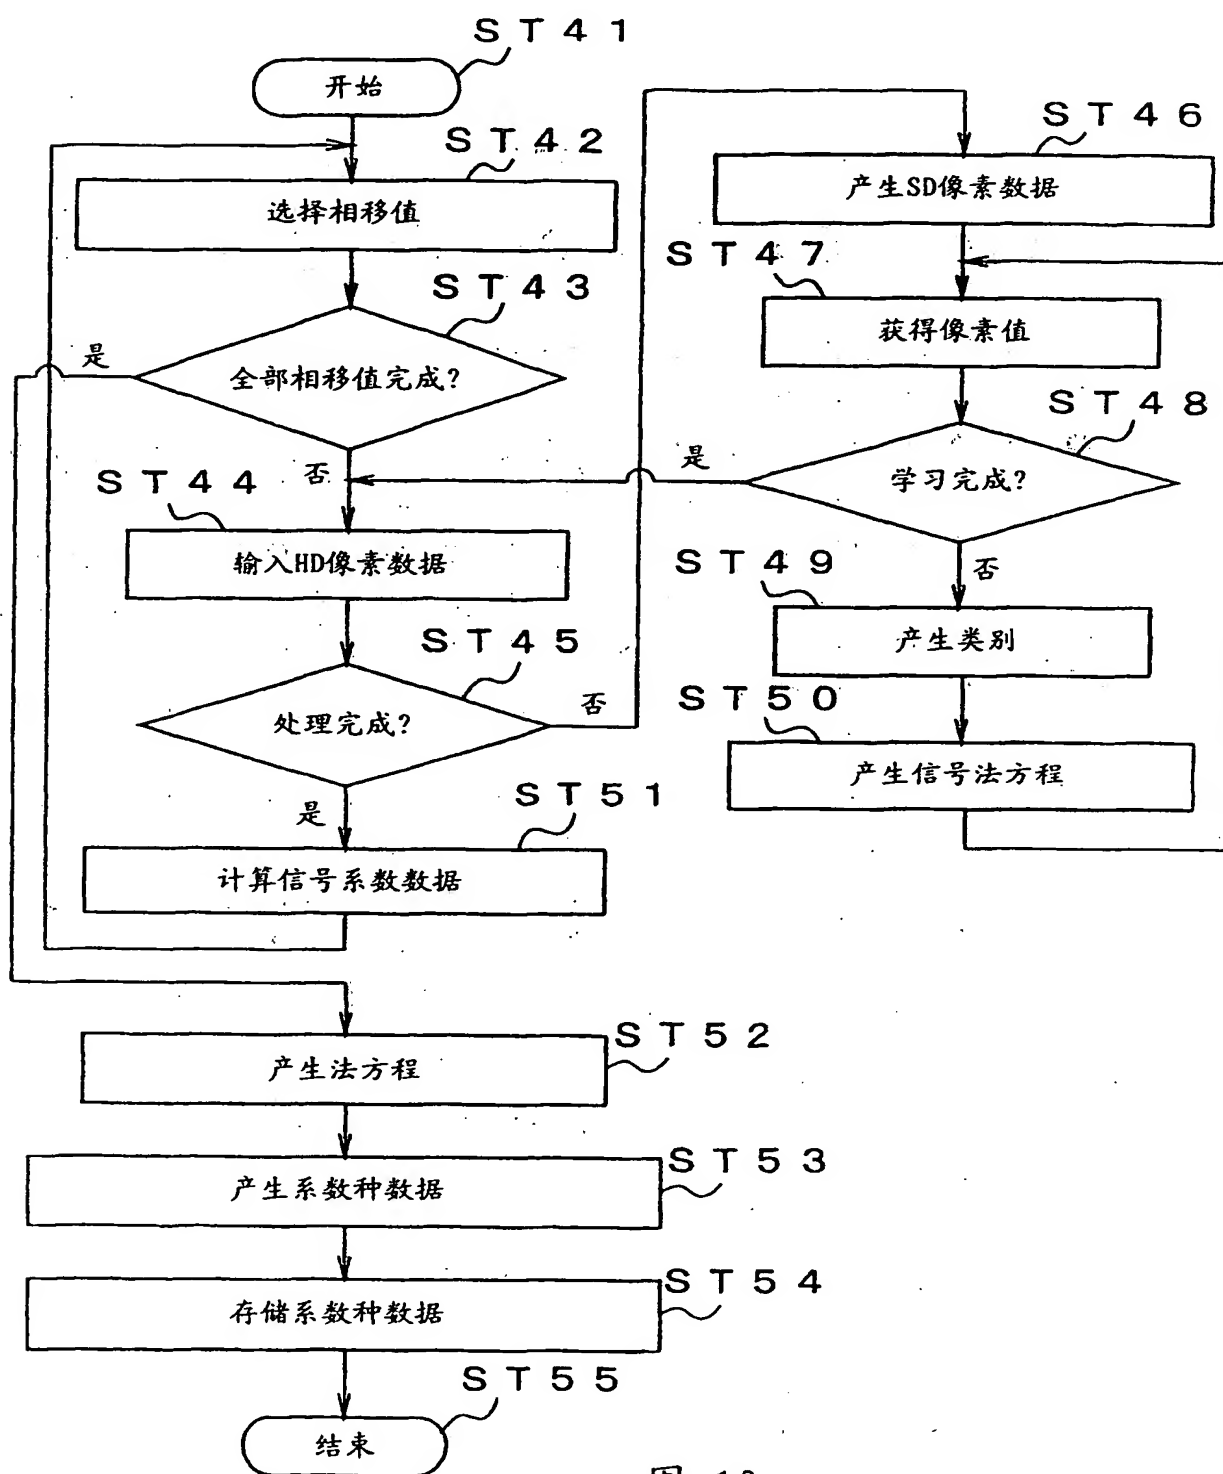 ST41
开始
ST42
选择相移值
ST43
是
全部相移值完成?
否
ST44
输入HD像素数据
ST45
处理完成?
否
是
ST51
计算信号系数数据
ST46
产生SD像素数据
ST47
获得像素值
ST48
是
学习完成?
否
ST49
产生类别
ST50
产生信号法方程
ST52
产生法方程
ST53
产生系数种数据
ST54
存储系数种数据
ST55
结束